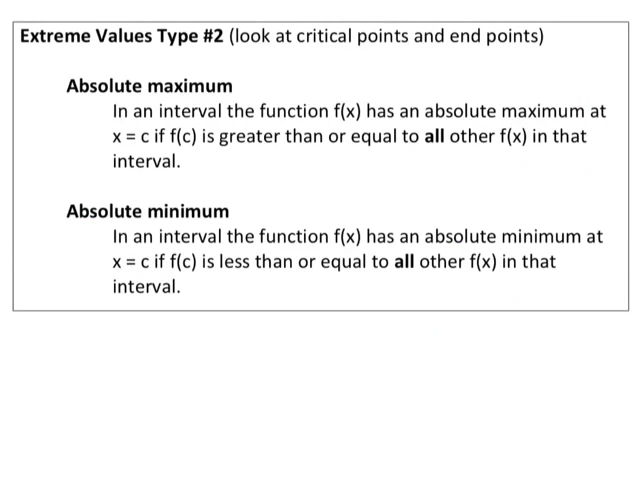 Extreme Values Type #2 (look at critical points and end points)
Absolute maximum
In an interval the function f(x) has an absolute maximum at
x = c if f(c) is greater than or equal to all other f(x) in that
interval.
Absolute minimum
In an interval the function f(x) has an absolute minimum at
x = c if f(c) is less than or equal to all other f(x) in that
interval.